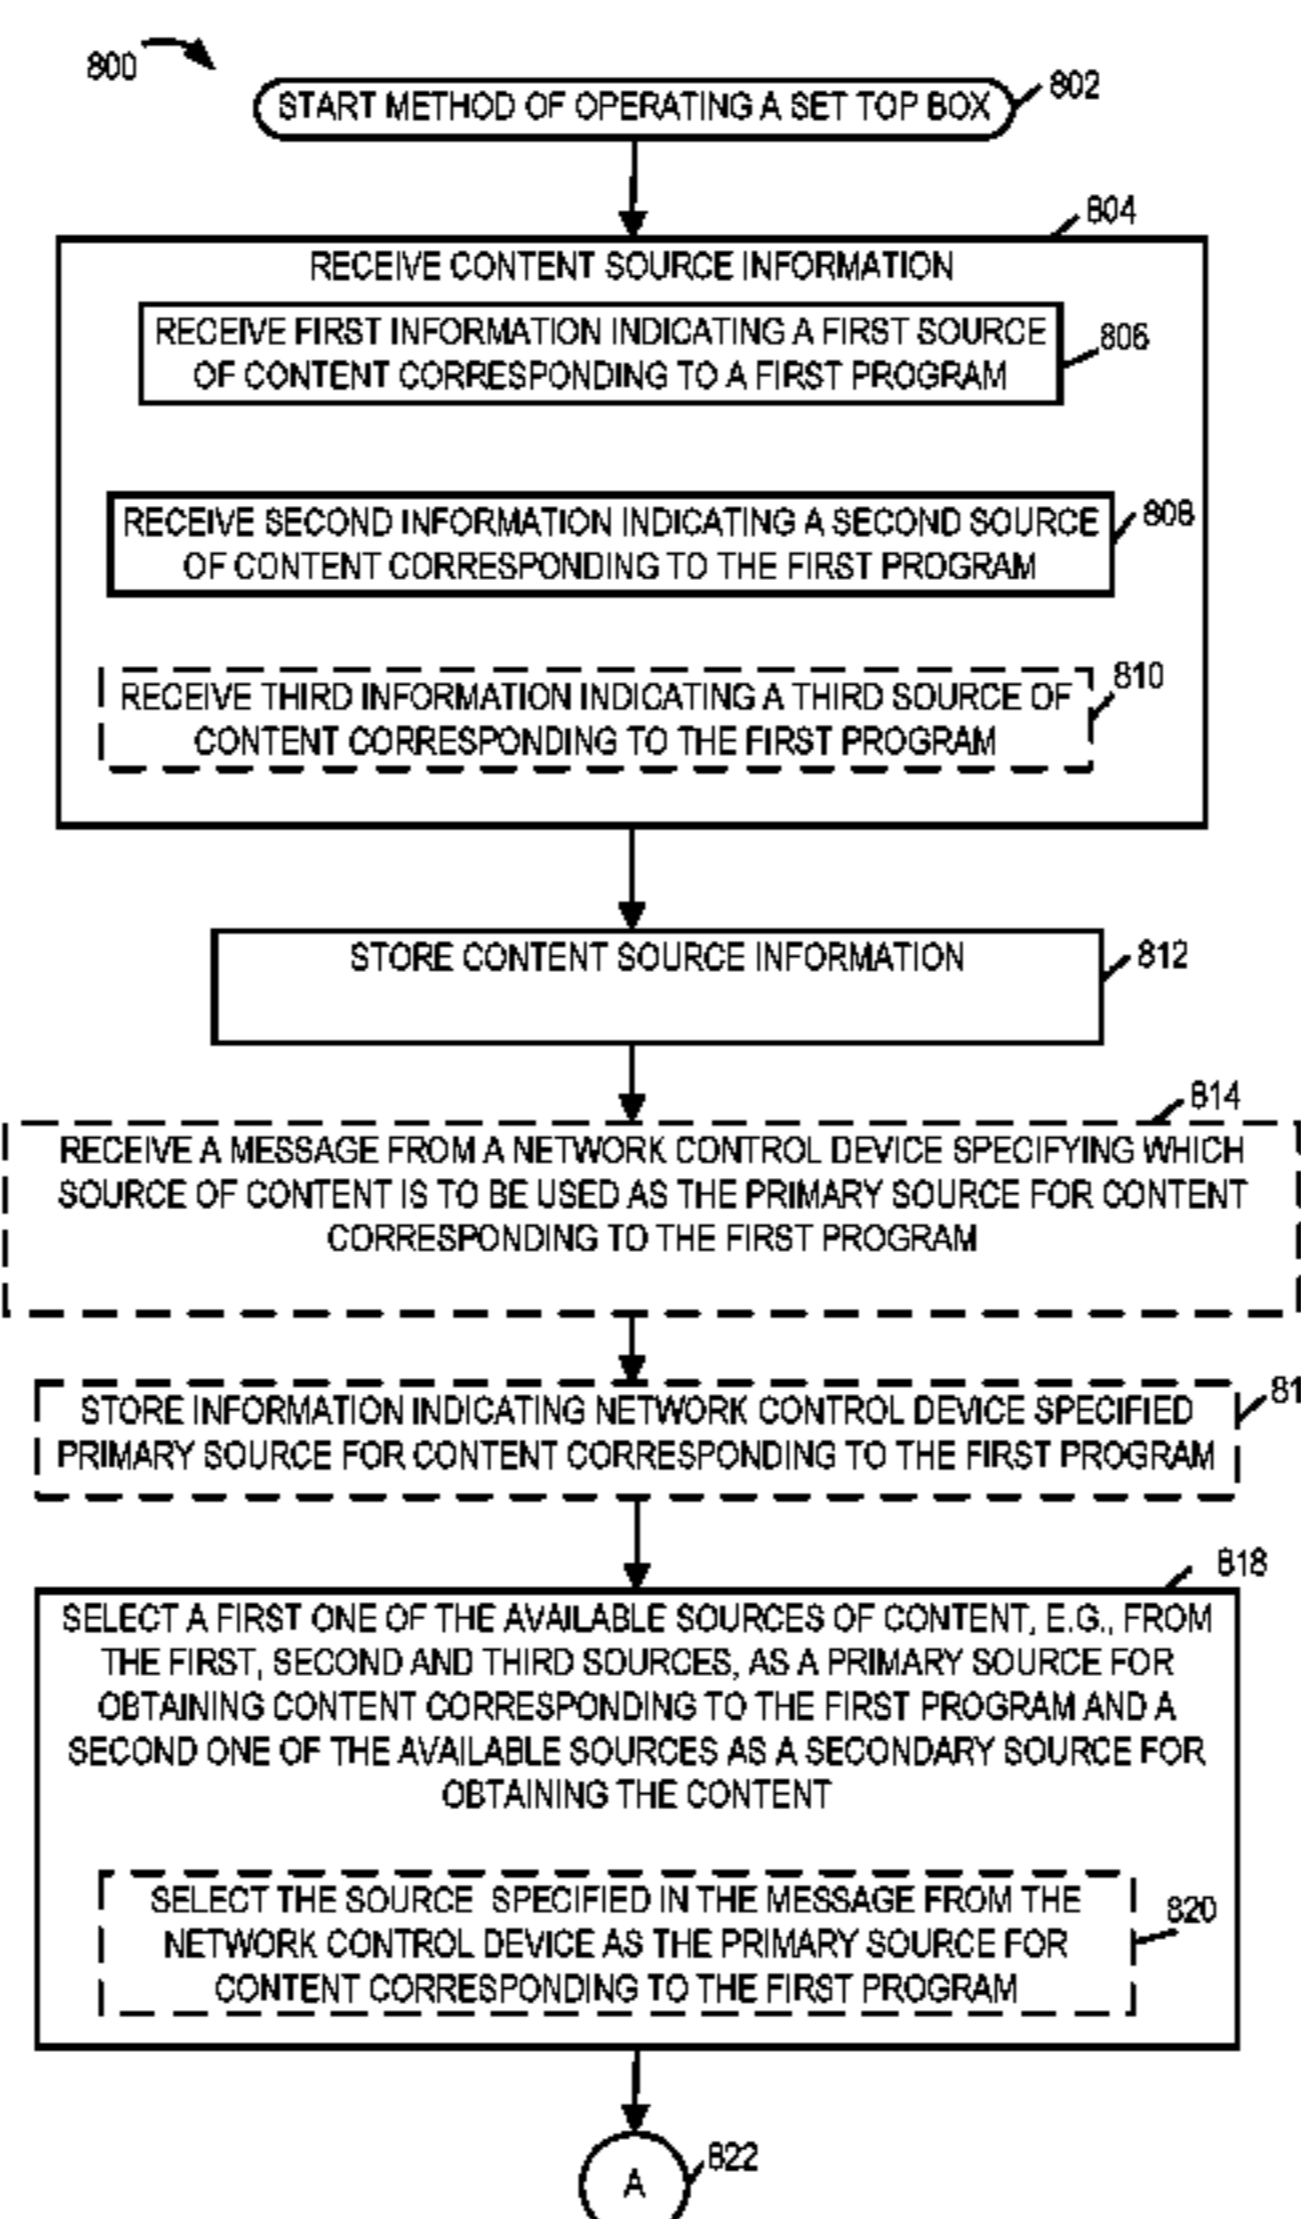 800
START METHOD OF OPERATING A SET TOP BOX
802
804
RECEIVE CONTENT SOURCE INFORMATION
RECEIVE FIRST INFORMATION INDICATING A FIRST SOURCE
OF CONTENT CORRESPONDING TO A FIRST PROGRAM
806
RECEIVE SECOND INFORMATION INDICATING A SECOND SOURCE
OF CONTENT CORRESPONDING TO THE FIRST PROGRAM
808
RECEIVE THIRD INFORMATION INDICATING A THIRD SOURCE OF
CONTENT CORRESPONDING TO THE FIRST PROGRAM
810
STORE CONTENT SOURCE INFORMATION
812
814
RECEIVE A MESSAGE FROM A NETWORK CONTROL DEVICE SPECIFYING WHICH
SOURCE OF CONTENT IS TO BE USED AS THE PRIMARY SOURCE FOR CONTENT
CORRESPONDING TO THE FIRST PROGRAM
STORE INFORMATION INDICATING NETWORK CONTROL DEVICE SPECIFIED
PRIMARY SOURCE FOR CONTENT CORRESPONDING TO THE FIRST PROGRAM
81
818
SELECT A FIRST ONE OF THE AVAILABLE SOURCES OF CONTENT, E.G., FROM
THE FIRST, SECOND AND THIRD SOURCES, AS A PRIMARY SOURCE FOR
OBTAINING CONTENT CORRESPONDING TO THE FIRST PROGRAM AND A
SECOND ONE OF THE AVAILABLE SOURCES AS A SECONDARY SOURCE FOR
OBTAINING THE CONTENT
SELECT THE SOURCE SPECIFIED IN THE MESSAGE FROM THE
NETWORK CONTROL DEVICE AS THE PRIMARY SOURCE FOR
CONTENT CORRESPONDING TO THE FIRST PROGRAM
820
A
822